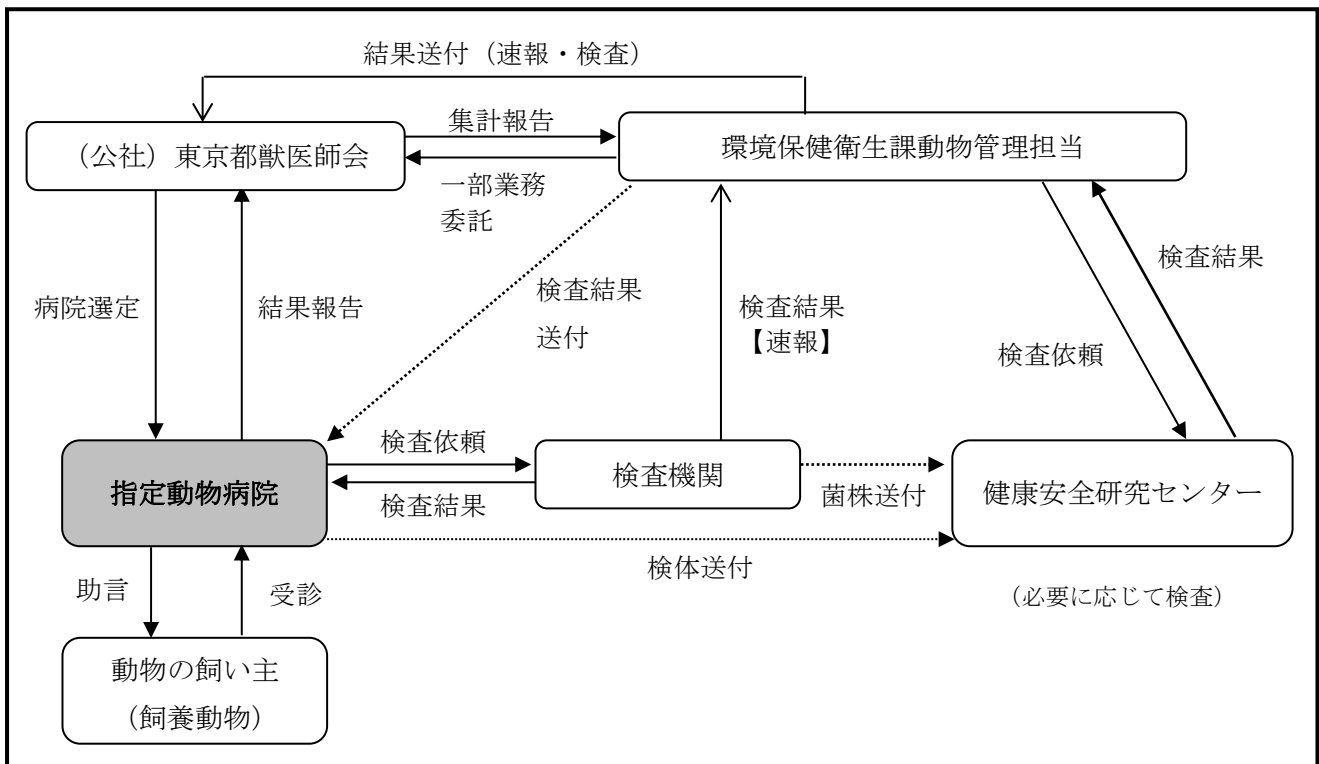 結果送付（速報・検査）
集計報告
（公社）東京都獣医師会
環境保健衛生課動物管理担当
一部業務
委託
病院選定
結果報告
検査結果
送付
検査結果
【速報】
検査結果
検査依頼
指定動物病院
検査依頼
検査結果
検査機関
菌株送付
健康安全研究センター
検体送付
（必要に応じて検査）
助言
受診
動物の飼い主
（飼養動物）